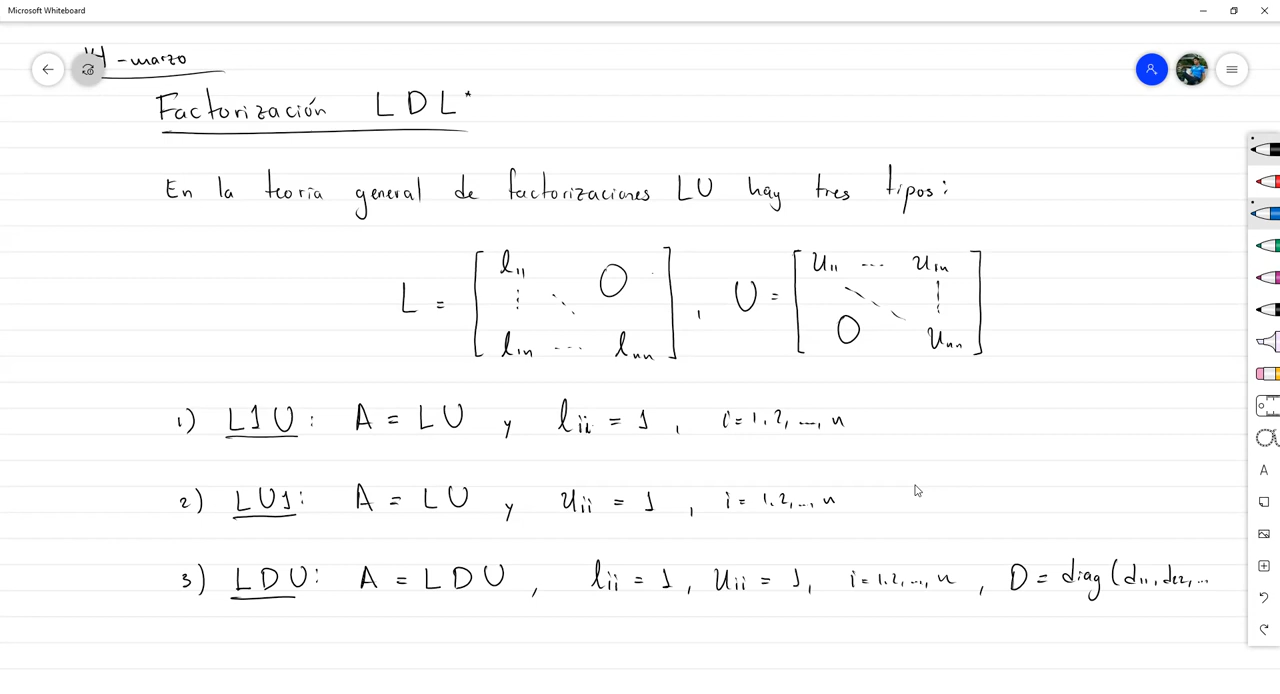 Microsoft Whiteboard
14 - marzo
Factorización LDL*
En la teoría general de factorizaciones LU hay tres tipos:
L = [ l11 0 ⋮ ⋱ l1n ... lnn ] , U = [ u11 ... u1n ⋱ ⋮ 0 unn ]
1) L1U : A = LU y lii = 1 , i = 1,2,...,n
2) LU1 : A = LU y uii = 1 , i = 1,2,...,n
3) LDU : A = LDU , lii = 1 , uii = 1 , i = 1,2,...,n , D = diag(d11, d22, ...